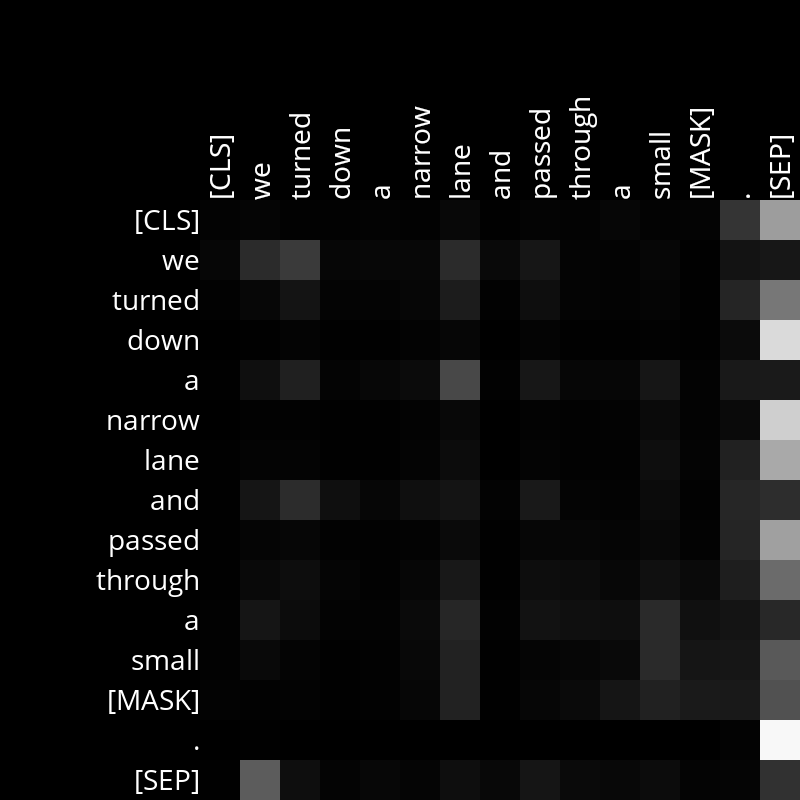 [CLS] we turned down a narrow lane and passed through a small [MASK] . [SEP]
[CLS]
we
turned
down
a
narrow
lane
and
passed
through
a
small
[MASK]
.
[SEP]